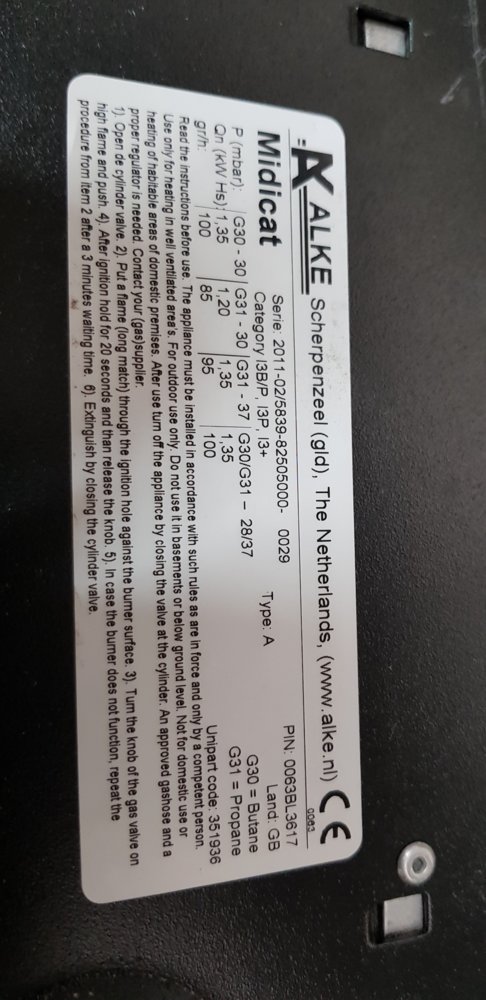 ALKE Scherpenzeel (gld), The Netherlands, (www.alke.nl) CE
0063
Midicat
Serie: 2011-02/5839-82505000- 0029
PIN: 0063BL3617
Category I3B/P, I3P, I3+
Type: A
Land: GB
P (mbar): G30 - 30 G31 - 30 G31 - 37 G30/G31 – 28/37
G30 = Butane
Qn (kW Hs): 1,35 1,20 1,35 1,35
G31 = Propane
gr/h: 100 85 95 100
Unipart code: 351936
Read the instructions before use. The appliance must be installed in accordance with such rules as are in force and only by a competent person.
Use only for heating in well ventilated area's. For outdoor use only. Do not use it in basements or below ground level. Not for domestic use or
heating of habitable areas of domestic premises. After use turn off the appliance by closing the valve at the cylinder. An approved gashose and a
proper regulator is needed. Contact your (gas)supplier.
1). Open de cylinder valve. 2). Put a flame (long match) through the ignition hole against the burner surface. 3). Turn the knob of the gas valve on
high flame and push. 4). After ignition hold for 20 seconds and than release the knob. 5). In case the burner does not function, repeat the
procedure from item 2 after a 3 minutes waiting time. 6). Extinguish by closing the cylinder valve.